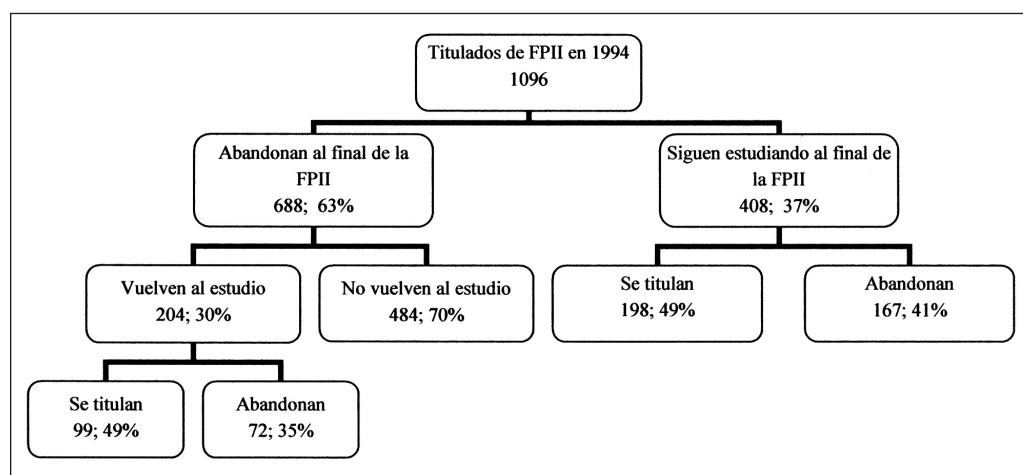 Titulados de FPII en 1994
1096
Abandonan al final de la
FPII
688; 63%
Siguen estudiando al final de
la FPII
408; 37%
Vuelven al estudio
204; 30%
No vuelven al estudio
484; 70%
Se titulan
198; 49%
Abandonan
167; 41%
Se titulan
99; 49%
Abandonan
72; 35%